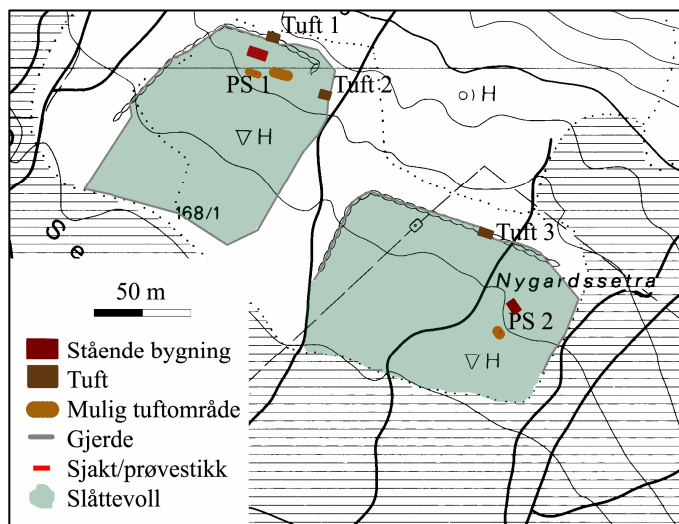 Tuft 1
PS 1
Tuft 2
H
H
168/1
S e
Tuft 3
Nygardssetra
PS 2
H
50 m
Stående bygning
Tuft
Mulig tuftområde
Gjerde
Sjakt/prøvestikk
Slåttevoll